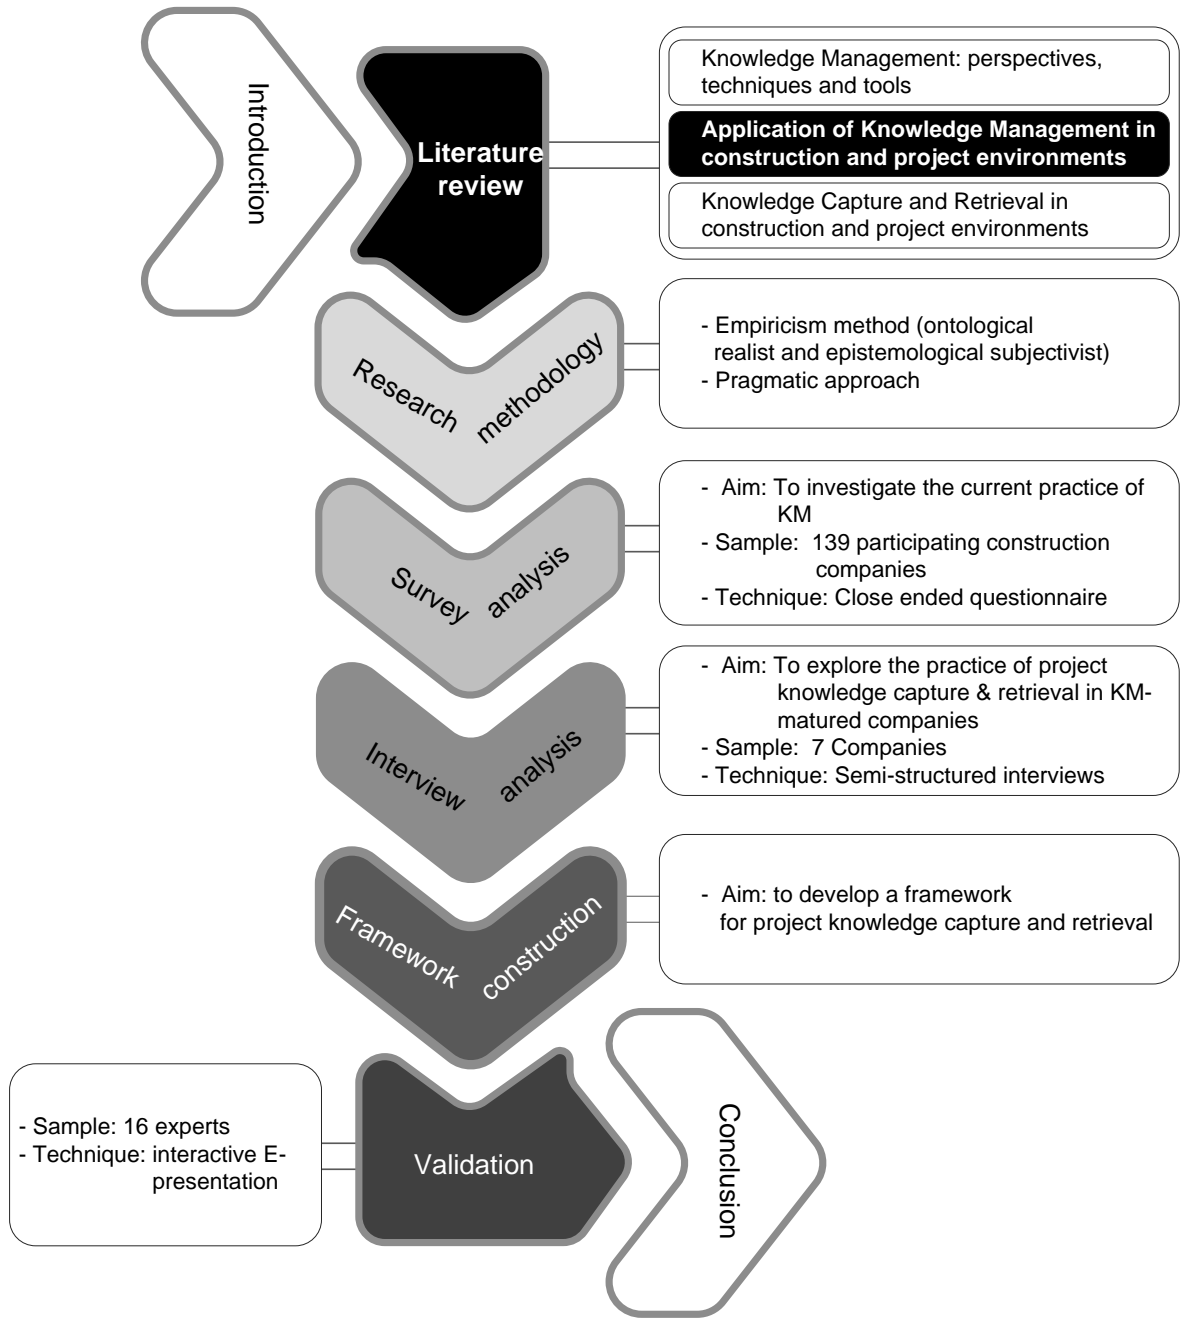 Introduction
Literature
review
Knowledge Management: perspectives,
techniques and tools
Application of Knowledge Management in
construction and project environments
Knowledge Capture and Retrieval in
construction and project environments
Research methodology
- Empiricism method (ontological
realist and epistemological subjectivist)
- Pragmatic approach
Survey analysis
- Aim: To investigate the current practice of
KM
- Sample: 139 participating construction
companies
- Technique: Close ended questionnaire
Interview analysis
- Aim: To explore the practice of project
knowledge capture & retrieval in KM-
matured companies
- Sample: 7 Companies
- Technique: Semi-structured interviews
Framework construction
- Aim: to develop a framework
for project knowledge capture and retrieval
- Sample: 16 experts
- Technique: interactive E-
presentation
Validation
Conclusion